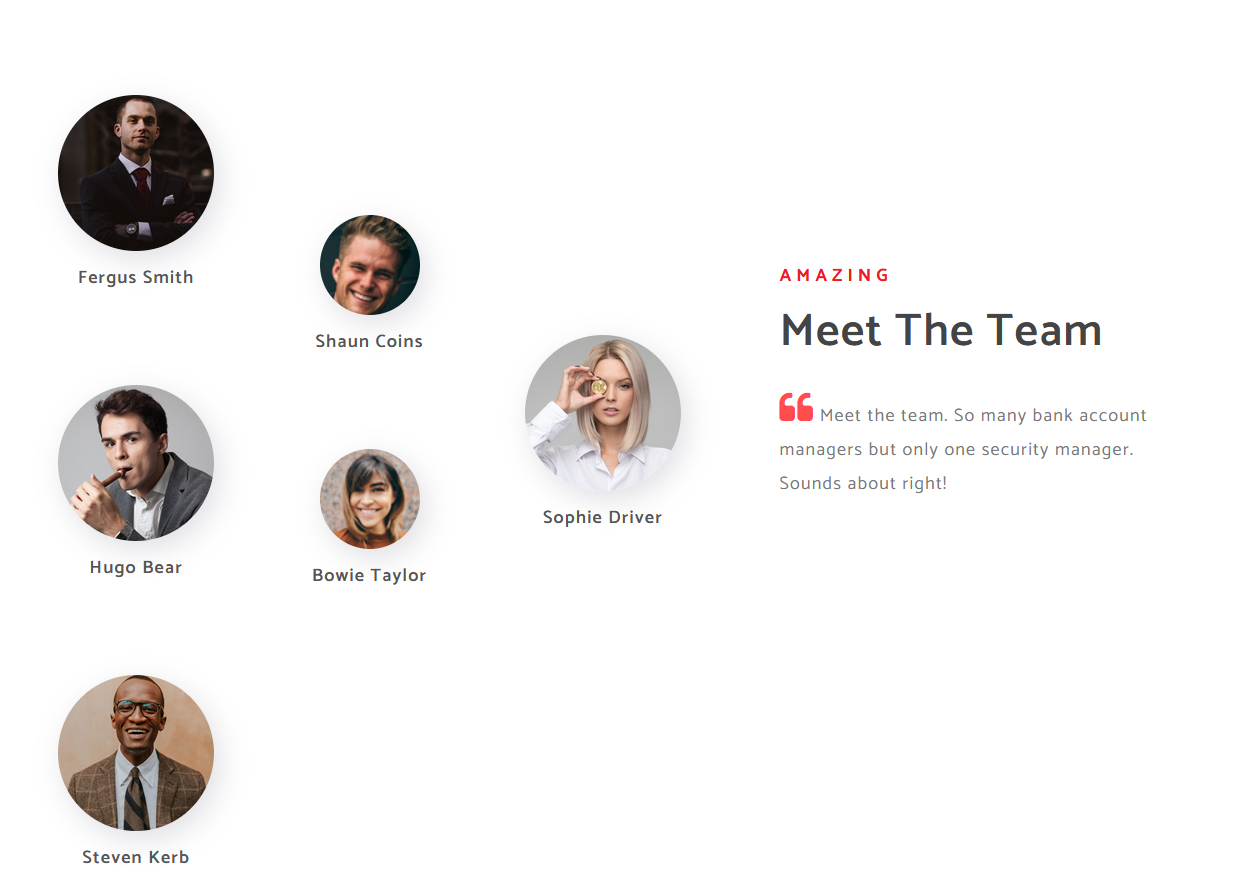 Fergus Smith
Shaun Coins
Hugo Bear
Bowie Taylor
Sophie Driver
Steven Kerb
AMAZING
Meet The Team
“ Meet the team. So many bank account
managers but only one security manager.
Sounds about right!